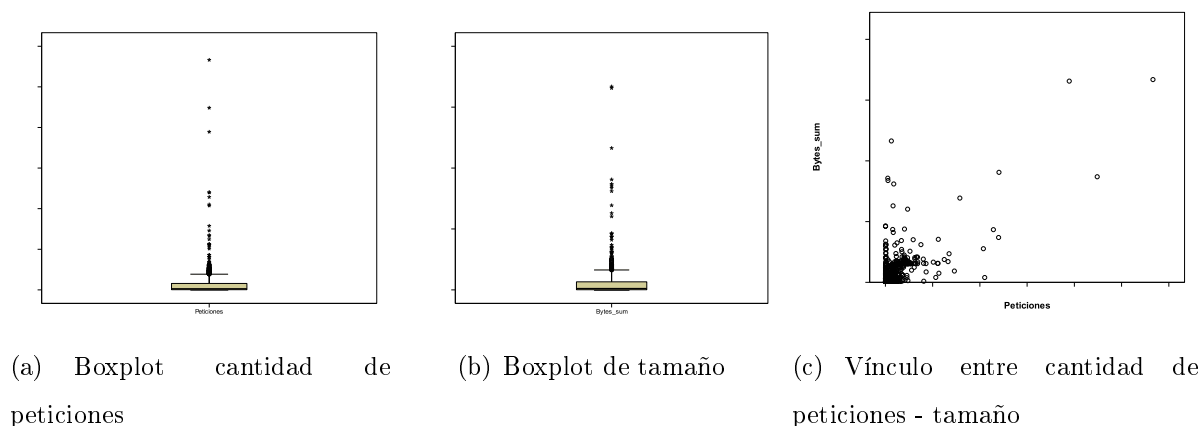 Peticiones
Bytes_sum
Bytes_sum
Peticiones
(a) Boxplot cantidad de
peticiones
(b) Boxplot de tamaño
(c) Vínculo entre cantidad de
peticiones - tamaño